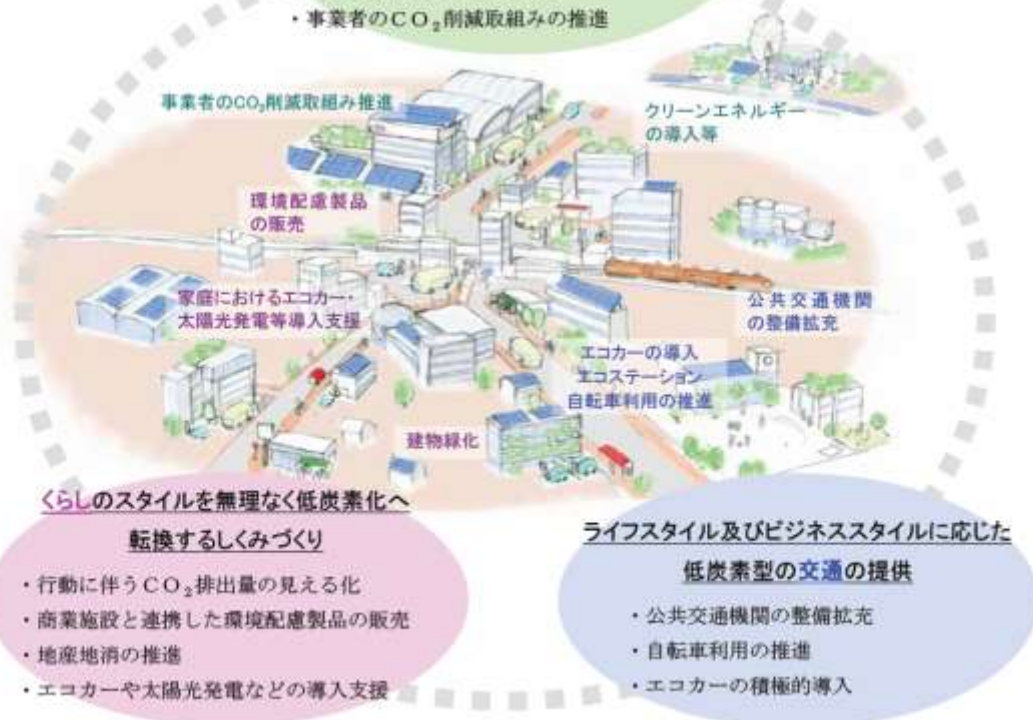 ・事業者のCO₂削減取組みの推進
事業者のCO₂削減取組み推進
クリーンエネルギー
の導入等
環境配慮製品
の販売
家庭におけるエコカー・
太陽光発電等導入支援
公共交通機関
の整備拡充
エコカーの導入
エコステーション
自転車利用の推進
建物緑化
くらしのスタイルを無理なく低炭素化へ
転換するしくみづくり
・行動に伴うCO₂排出量の見える化
・商業施設と連携した環境配慮製品の販売
・地産地消の推進
・エコカーや太陽光発電などの導入支援
ライフスタイル及びビジネススタイルに応じた
低炭素型の交通の提供
・公共交通機関の整備拡充
・自転車利用の推進
・エコカーの積極的導入